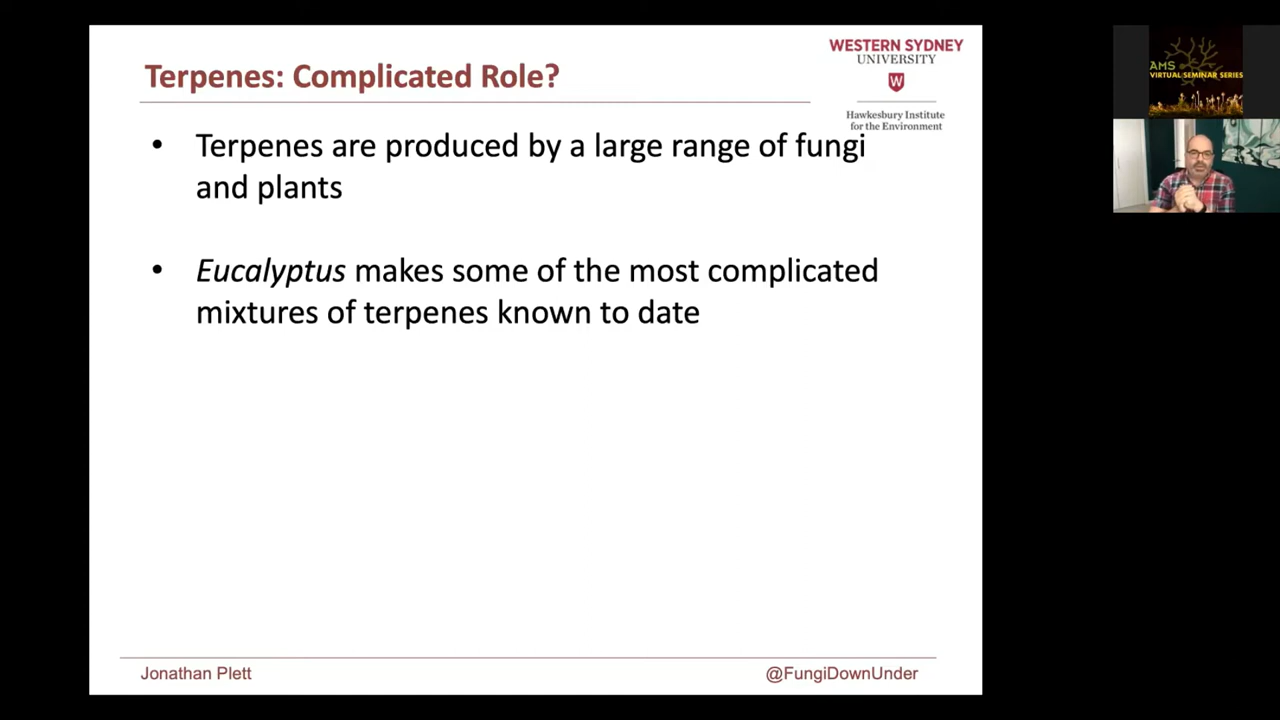 Terpenes: Complicated Role?
WESTERN SYDNEY
UNIVERSITY
W
Hawkesbury Institute
for the Environment
• Terpenes are produced by a large range of fungi
and plants
• Eucalyptus makes some of the most complicated
mixtures of terpenes known to date
Jonathan Plett
@FungiDownUnder
AMS
VIRTUAL SEMINAR SERIES